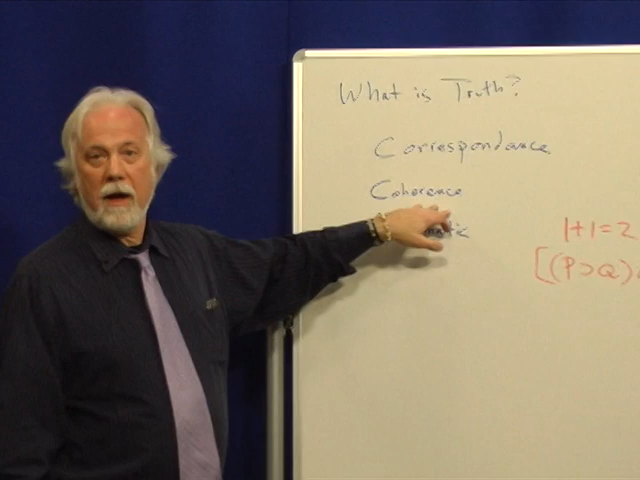 What is Truth?
Correspondance
Coherence
1+1=2
[(P⊃Q)